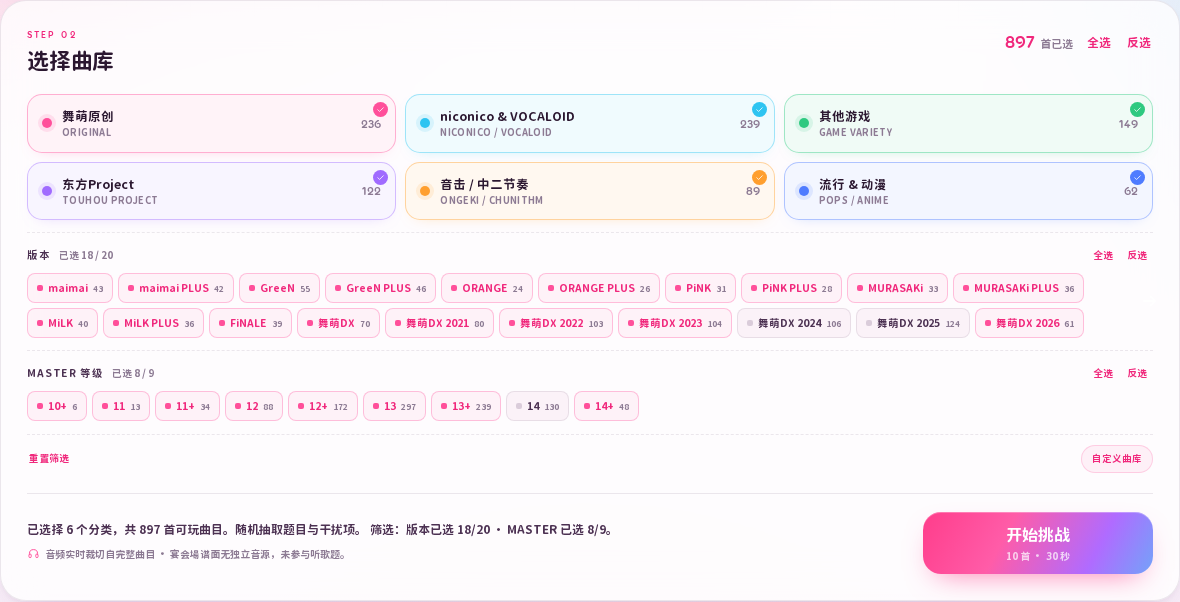 STEP 02
选择曲库
897 首已选 全选 反选
舞萌原创
ORIGINAL
236
niconico & VOCALOID
NICONICO / VOCALOID
239
其他游戏
GAME VARIETY
149
东方Project
TOUHOU PROJECT
122
音击 / 中二节奏
ONGEKI / CHUNITHM
89
流行 & 动漫
POPS / ANIME
62
版本 已选 18 / 20 全选 反选
maimai 43 maimai PLUS 42 GreeN 55 GreeN PLUS 46 ORANGE 24 ORANGE PLUS 26 PiNK 31 PiNK PLUS 28 MURASAKi 33 MURASAKi PLUS 36
MiLK 40 MiLK PLUS 36 FiNALE 39 舞萌DX 70 舞萌DX 2021 80 舞萌DX 2022 103 舞萌DX 2023 104 舞萌DX 2024 106 舞萌DX 2025 124 舞萌DX 2026 61
MASTER 等级 已选 8 / 9 全选 反选
10+ 6 11 13 11+ 34 12 88 12+ 172 13 297 13+ 239 14 130 14+ 48
重置筛选 自定义曲库
已选择 6 个分类，共 897 首可玩曲目。随机抽取题目与干扰项。 筛选：版本已选 18/20 · MASTER 已选 8/9。
音频实时裁切自完整曲目 · 宴会场谱面无独立音源，未参与听歌题。
开始挑战
10 首 · 30 秒